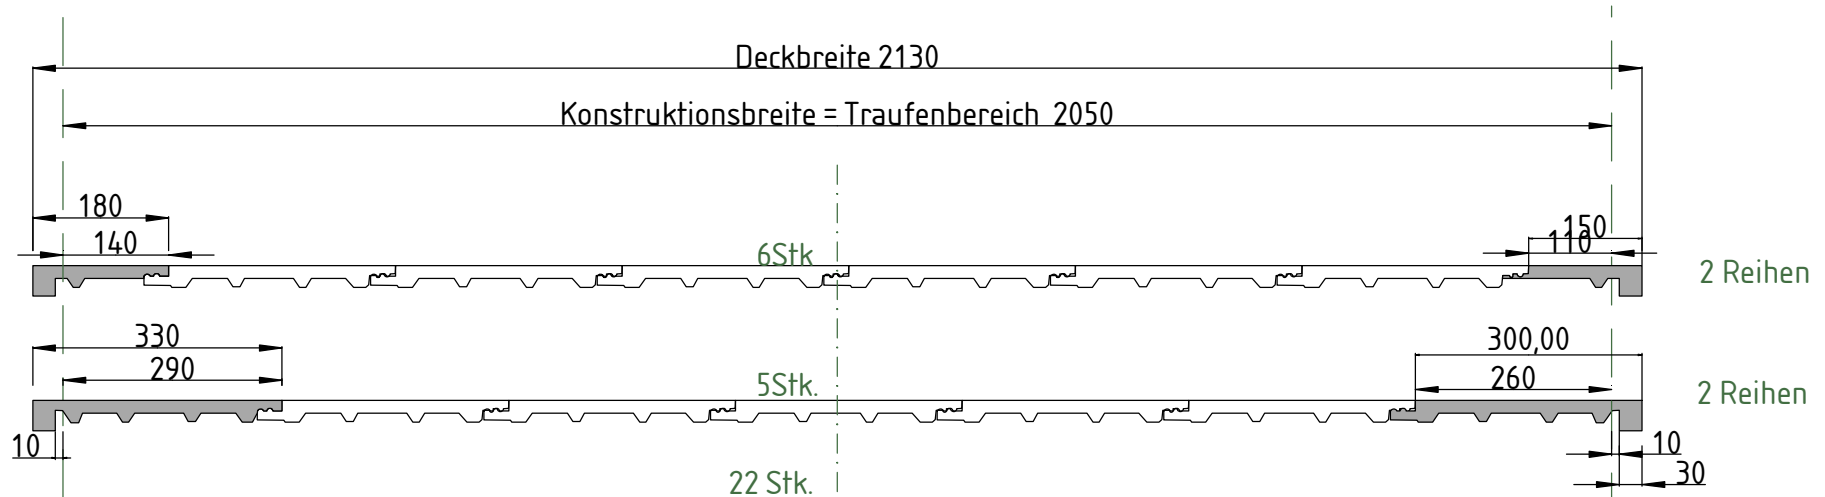 Deckbreite 2130
Konstruktionsbreite = Traufenbereich 2050
180
140
6Stk
150
110
2 Reihen
330
290
5Stk.
300,00
260
2 Reihen
10
10
30
22 Stk.